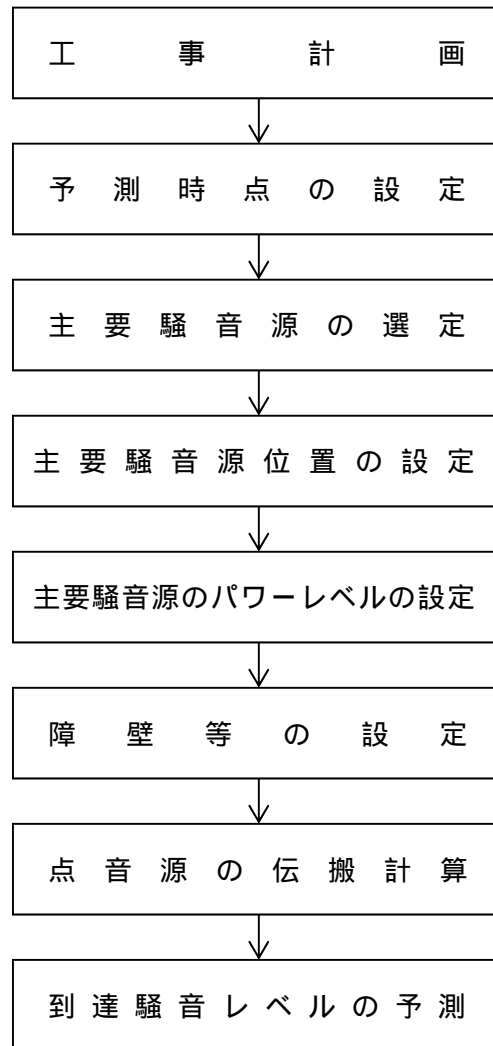 工事計画
予測時点の設定
主要騒音源の選定
主要騒音源位置の設定
主要騒音源のパワーレベルの設定
障壁等の設定
点音源の伝搬計算
到達騒音レベルの予測